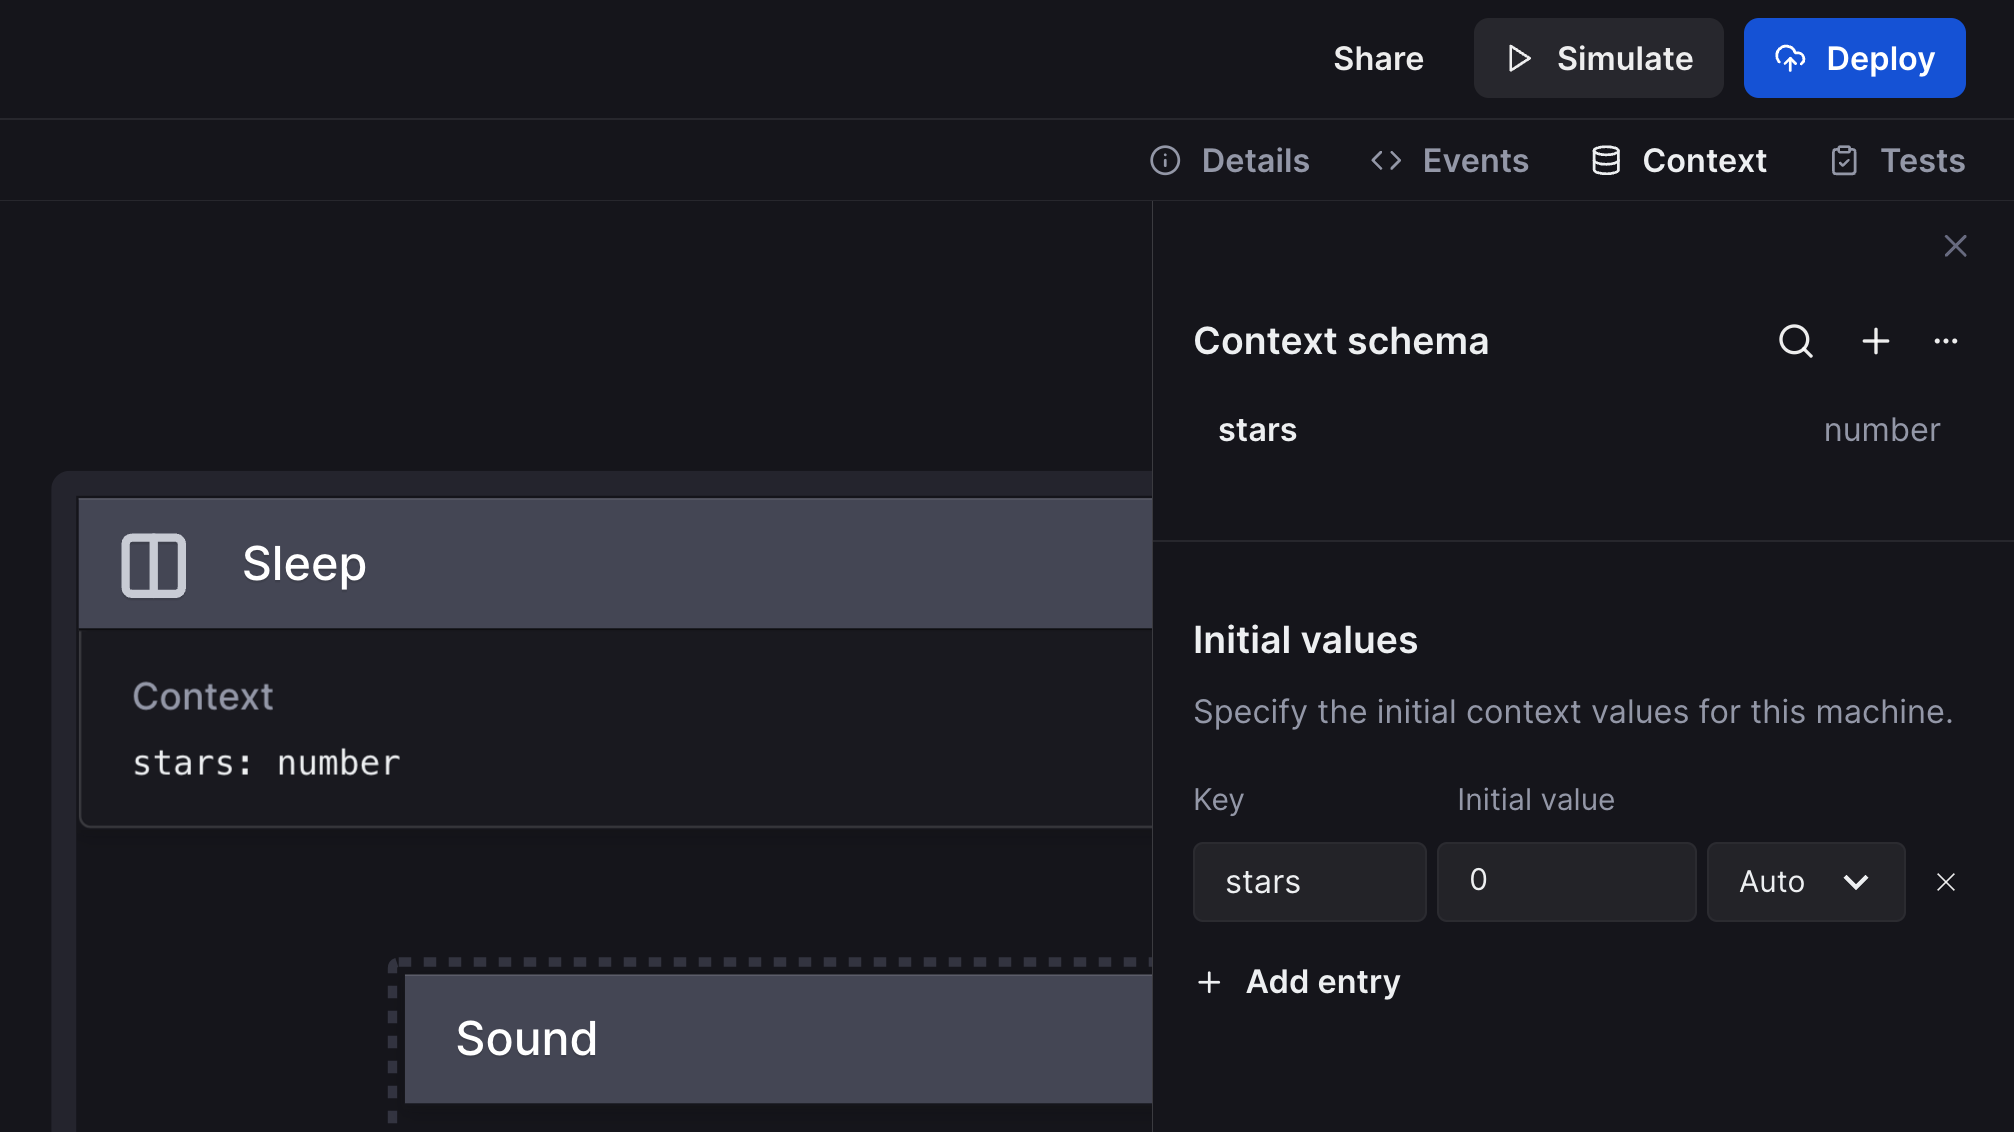 Share Simulate Deploy
Details Events Context Tests
Context schema
stars number
Sleep
Context
stars: number
Sound
Initial values
Specify the initial context values for this machine.
Key Initial value
stars 0 Auto
Add entry